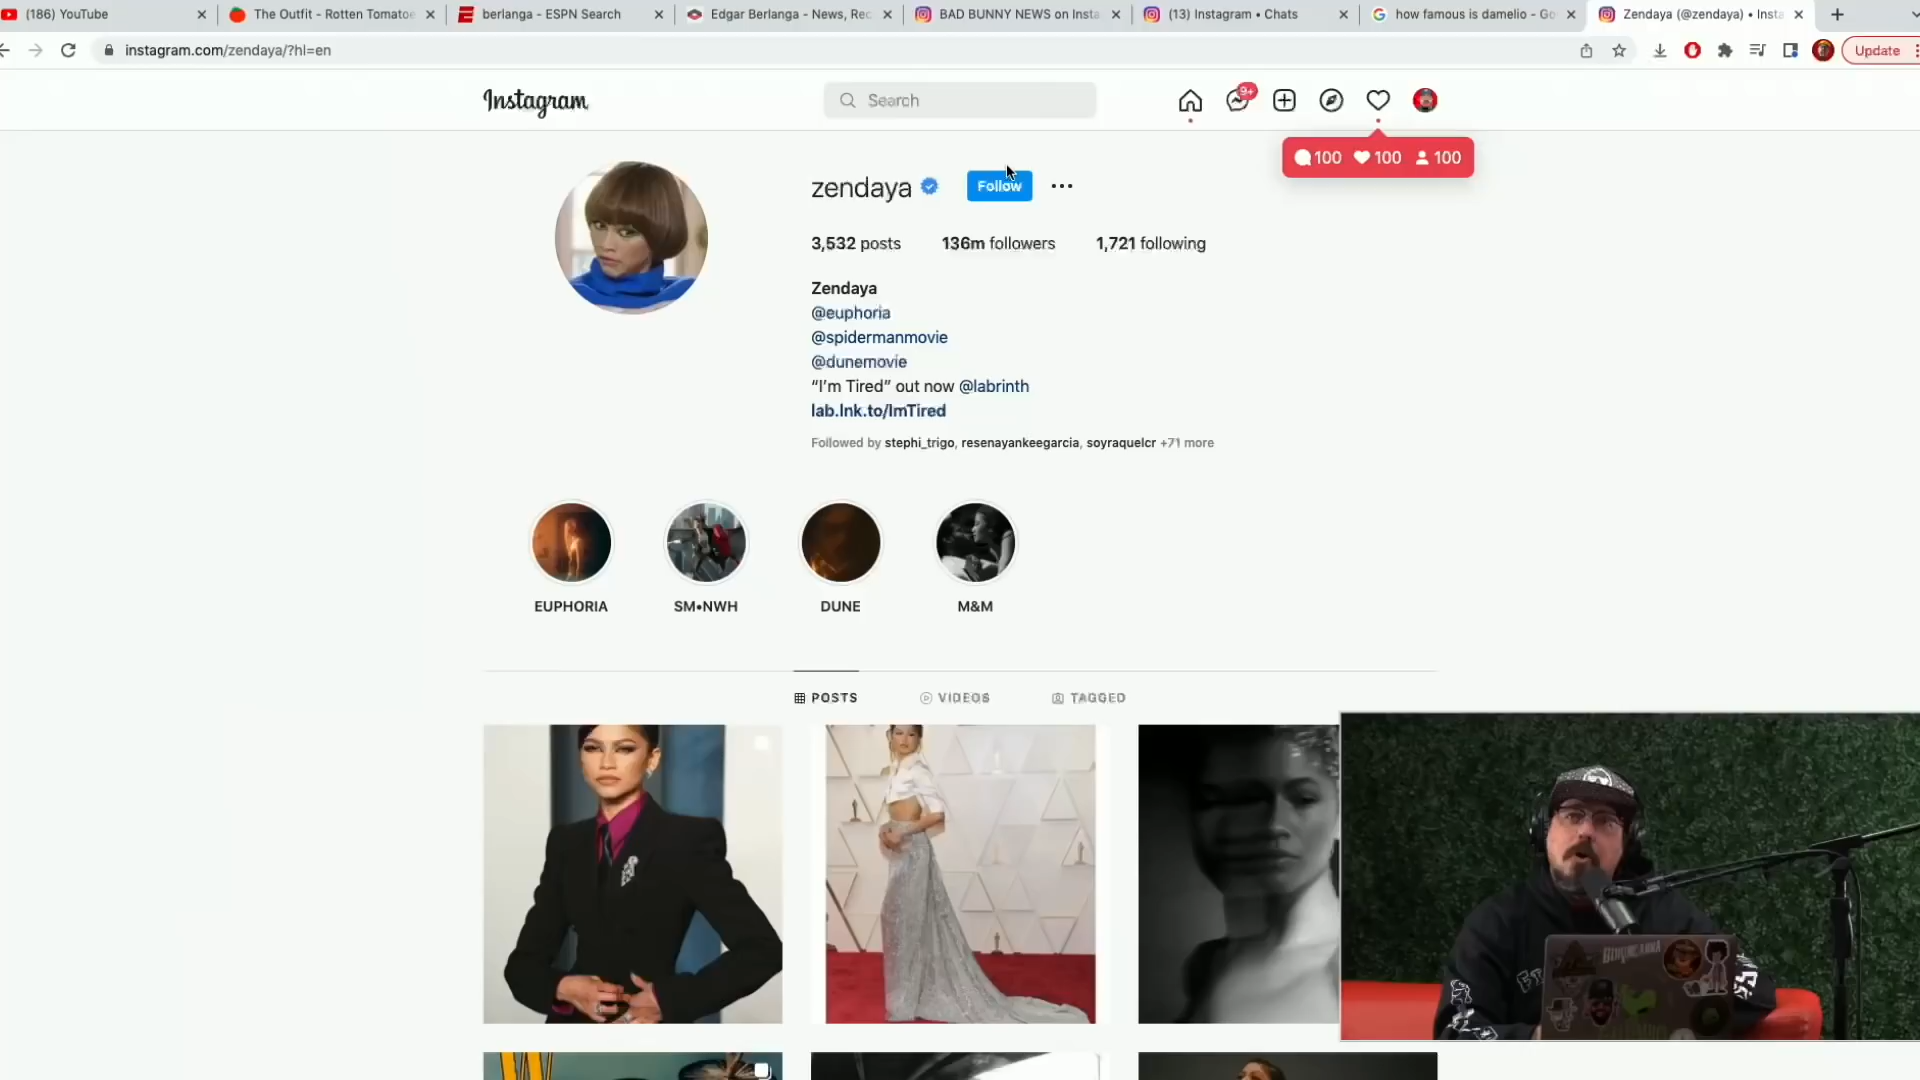 (186) YouTube
The Outfit - Rotten Tomatoe
berlanga - ESPN Search
Edgar Berlanga - News, Rec
BAD BUNNY NEWS on Insta
(13) Instagram • Chats
how famous is damelio - Go
Zendaya (@zendaya) • Insta
instagram.com/zendaya/?hl=en
Update
Instagram
Search
9+
100 100 100
zendaya
Follow
3,532 posts
136m followers
1,721 following
Zendaya
@euphoria
@spidermanmovie
@dunemovie
“I’m Tired” out now @labrinth
lab.lnk.to/ImTired
Followed by stephi_trigo, resenayankeegarcia, soyraquelcr +71 more
EUPHORIA
SM•NWH
DUNE
M&M
POSTS
VIDEOS
TAGGED